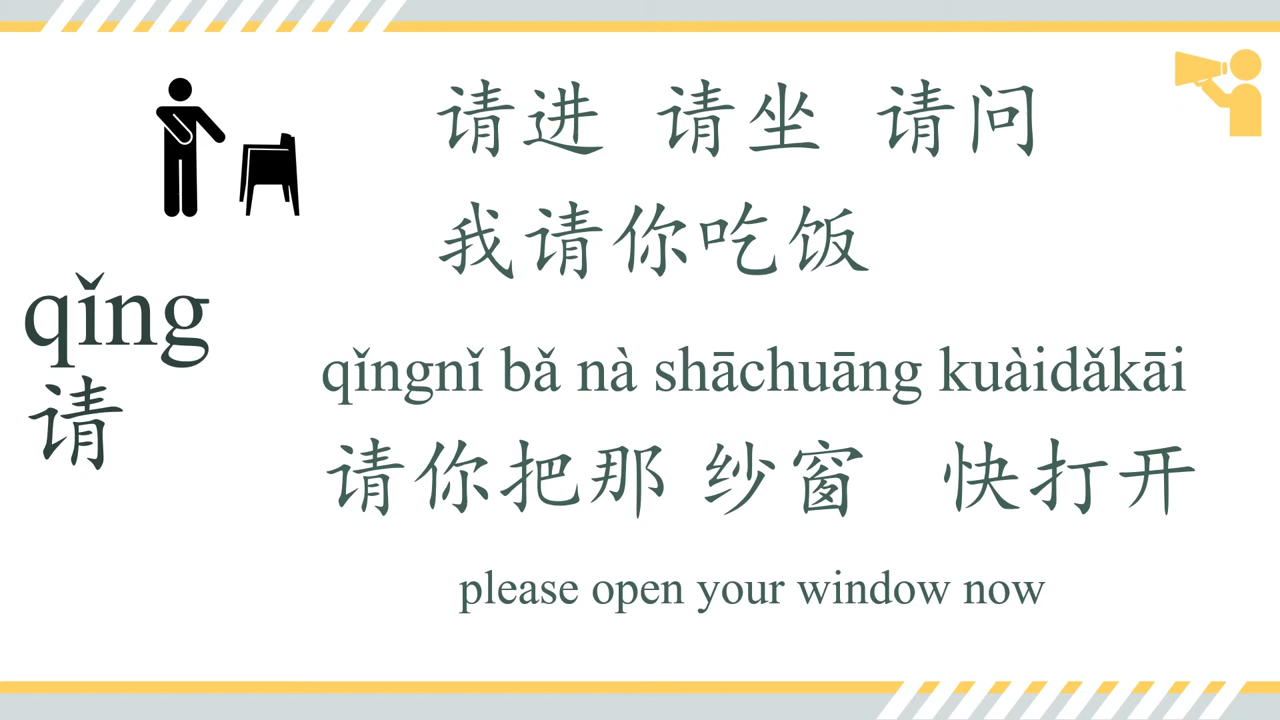 请进 请坐 请问
我请你吃饭
qǐng
请
qǐngnǐ bǎ nà shāchuāng kuàidǎkāi
请你把那 纱窗 快打开
please open your window now